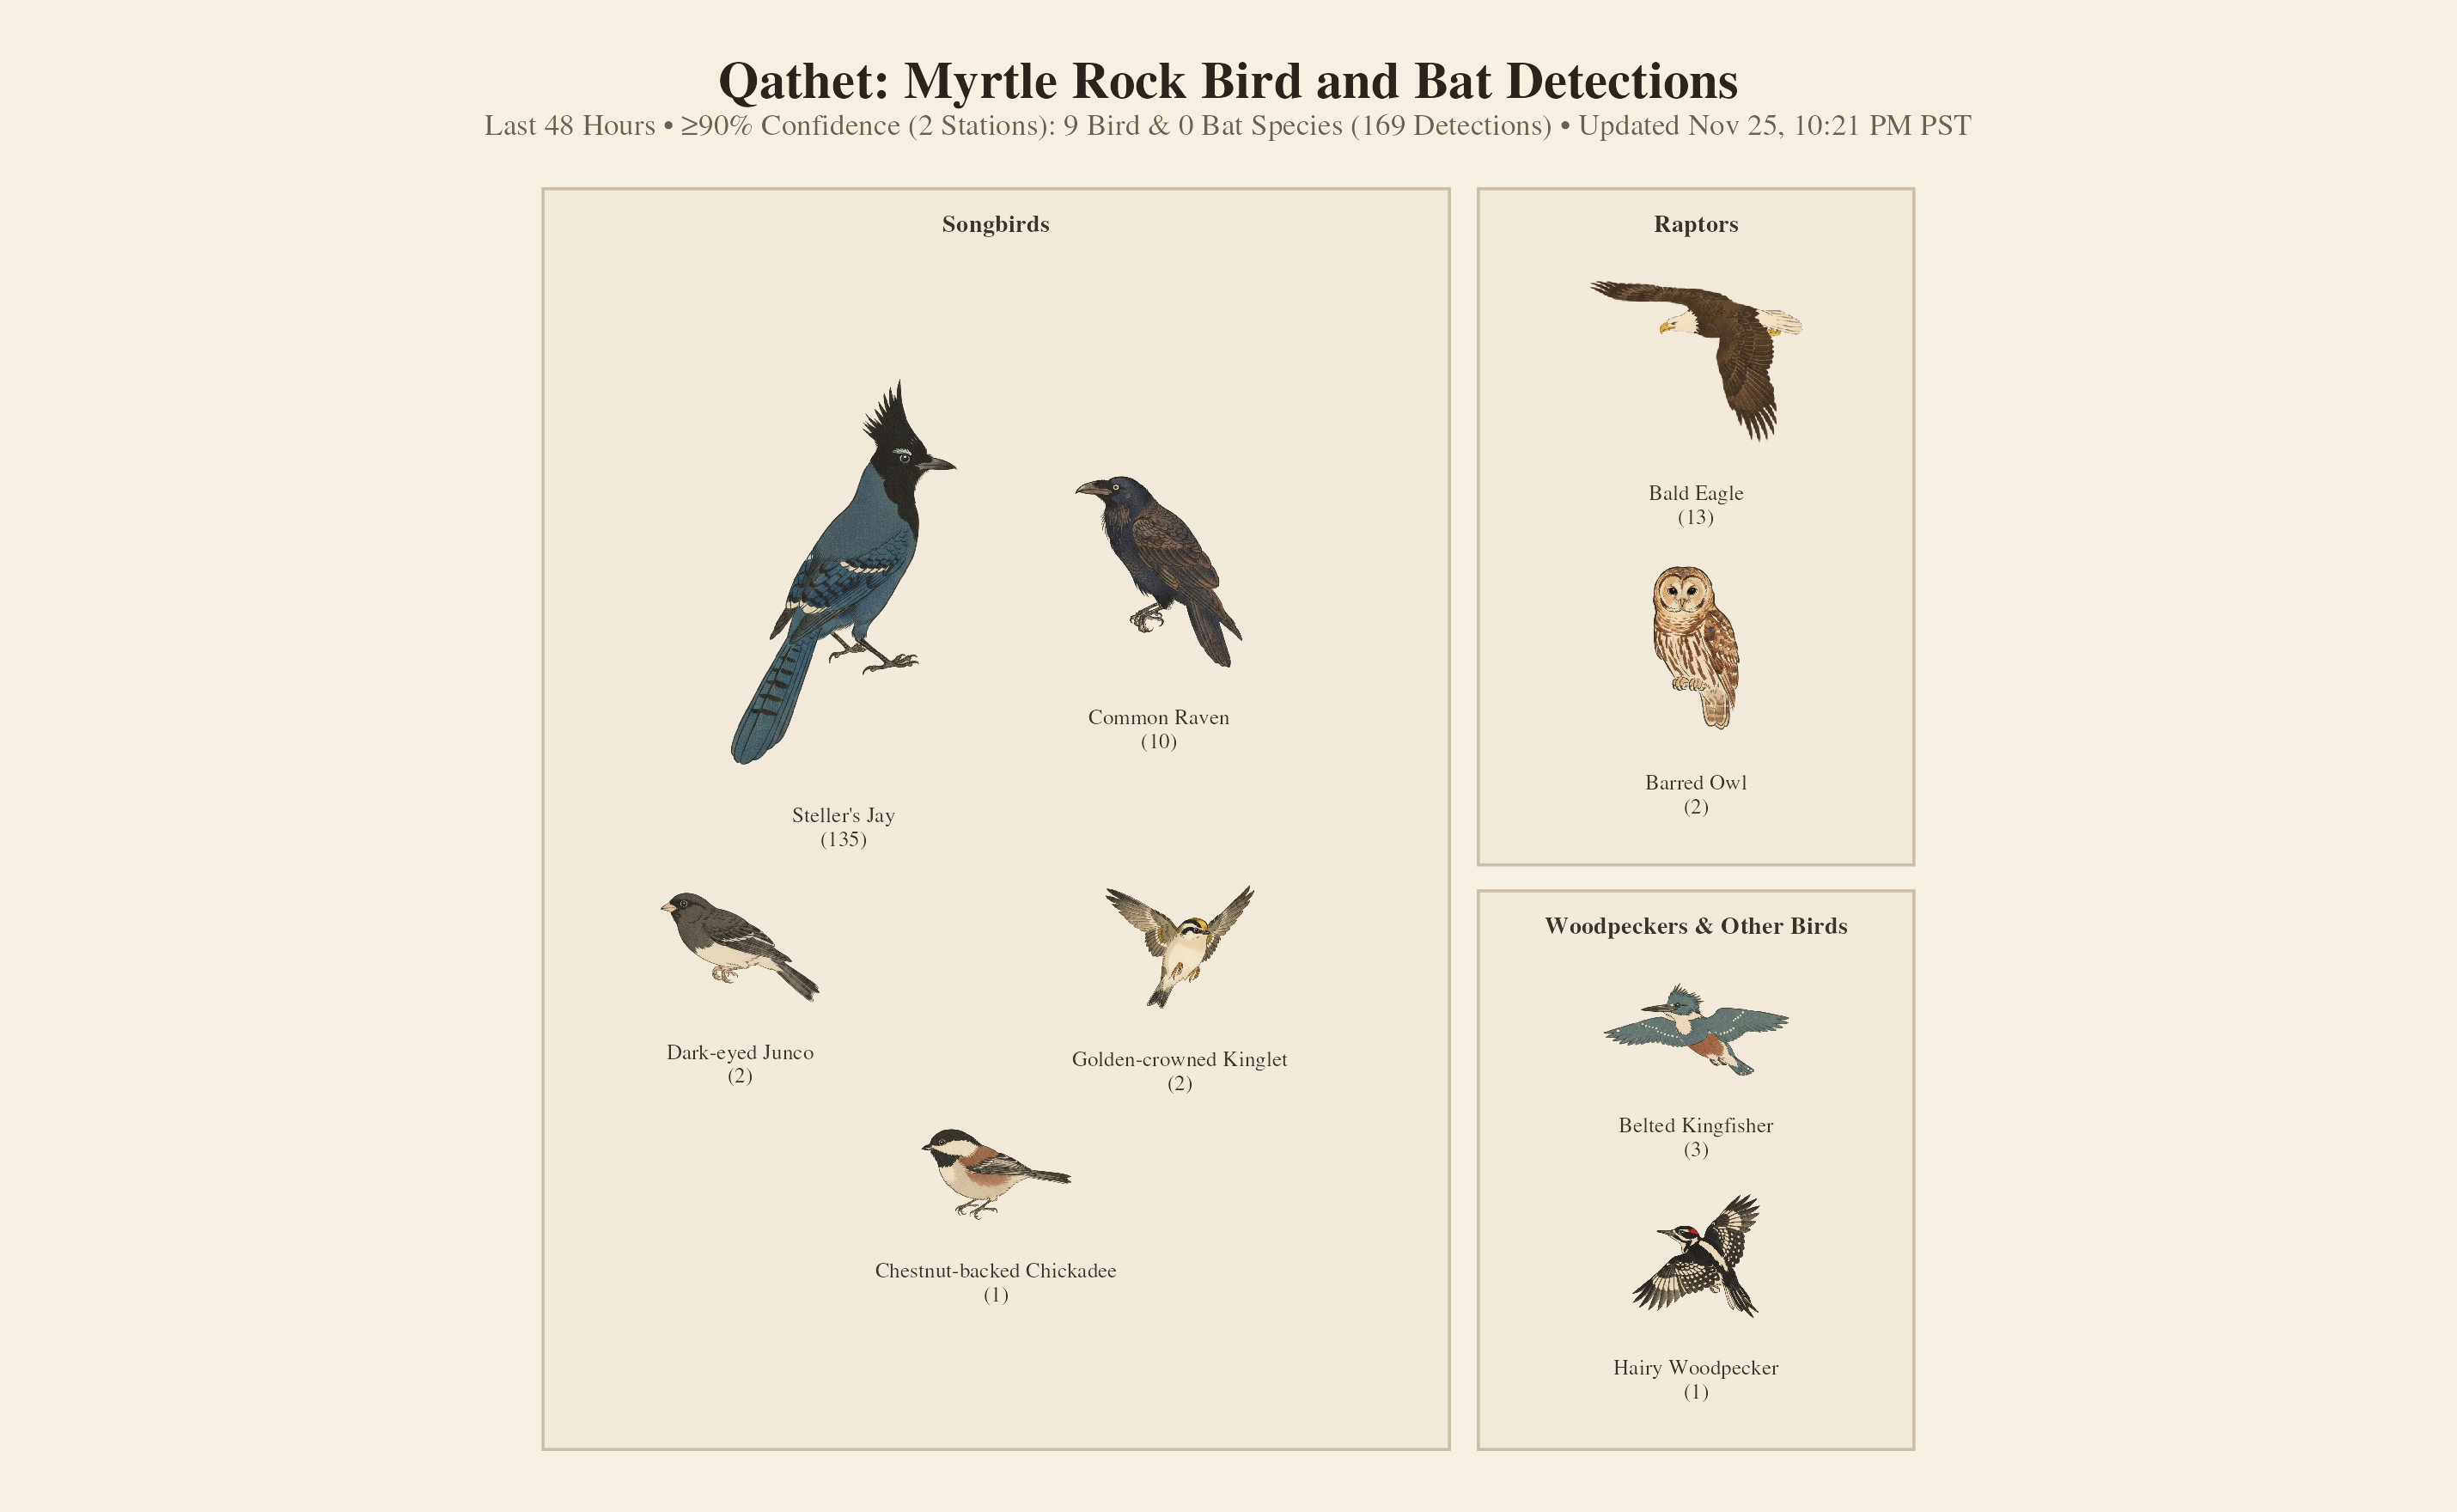 Qathet: Myrtle Rock Bird and Bat Detections
Last 48 Hours • ≥90% Confidence (2 Stations): 9 Bird & 0 Bat Species (169 Detections) • Updated Nov 25, 10:21 PM PST
Songbirds
Steller's Jay
(135)
Common Raven
(10)
Dark-eyed Junco
(2)
Golden-crowned Kinglet
(2)
Chestnut-backed Chickadee
(1)
Raptors
Bald Eagle
(13)
Barred Owl
(2)
Woodpeckers & Other Birds
Belted Kingfisher
(3)
Hairy Woodpecker
(1)